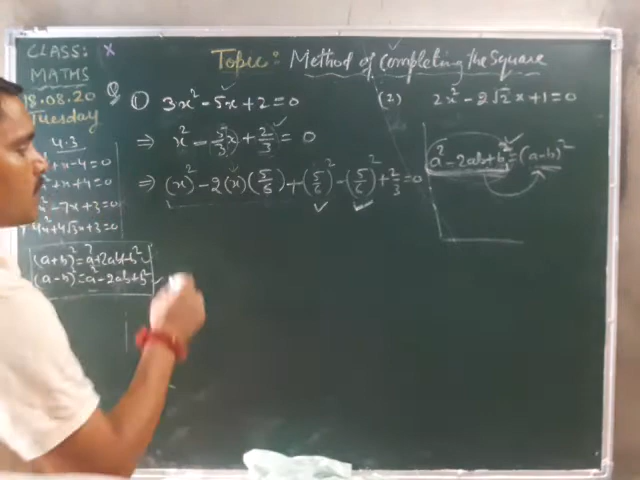 CLASS: X
MATHS
18.08.20
Tuesday
Topic: Method of completing the Square
Q ① 3x² - 5x + 2 = 0
⇒ x² - 5/3 x + 2/3 = 0
⇒ (x)² - 2(x)(5/6) + (5/6)² - (5/6)² + 2/3 = 0
(2) 2x² - 2√2x + 1 = 0
a² - 2ab + b² = (a-b)²
4.3
+x-4=0
+x+4=0
x²-7x+3=0
4x²+4√3x+3=0
(a+b)² = a²+2ab+b²
(a-b)² = a²-2ab+b²